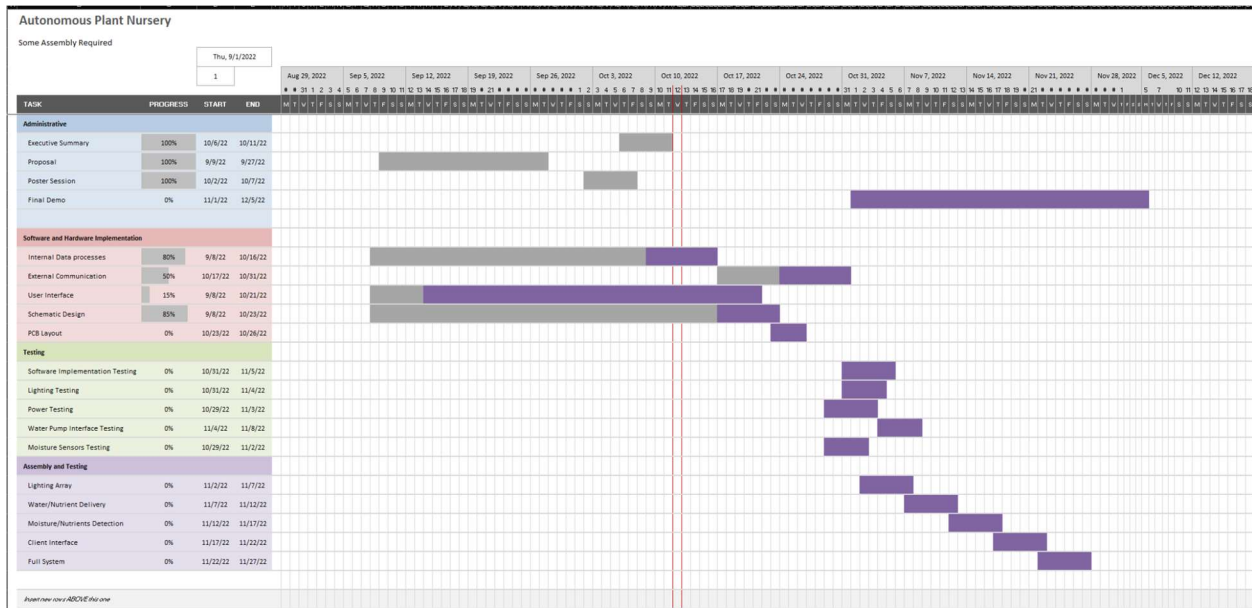 Autonomous Plant Nursery
Some Assembly Required
Thu, 9/1/2022
1
Aug 29, 2022 Sep 5, 2022 Sep 12, 2022 Sep 19, 2022 Sep 26, 2022 Oct 3, 2022 Oct 10, 2022 Oct 17, 2022 Oct 24, 2022 Oct 31, 2022 Nov 7, 2022 Nov 14, 2022 Nov 21, 2022 Nov 28, 2022 Dec 5, 2022 Dec 12, 2022
TASK PROGRESS START END
Administrative
Executive Summary 100% 10/6/22 10/11/22
Proposal 100% 9/9/22 9/27/22
Poster Session 100% 10/2/22 10/7/22
Final Demo 0% 11/1/22 12/5/22
Software and Hardware Implementation
Internal Data processes 80% 9/8/22 10/16/22
External Communication 50% 10/17/22 10/31/22
User Interface 15% 9/8/22 10/21/22
Schematic Design 85% 9/8/22 10/23/22
PCB Layout 0% 10/23/22 10/26/22
Testing
Software Implementation Testing 0% 10/31/22 11/5/22
Lighting Testing 0% 10/31/22 11/4/22
Power Testing 0% 10/29/22 11/3/22
Water Pump Interface Testing 0% 11/4/22 11/8/22
Moisture Sensors Testing 0% 10/29/22 11/2/22
Assembly and Testing
Lighting Array 0% 11/2/22 11/7/22
Water/Nutrient Delivery 0% 11/7/22 11/12/22
Moisture/Nutrients Detection 0% 11/12/22 11/17/22
Client Interface 0% 11/17/22 11/22/22
Full System 0% 11/22/22 11/27/22
Insert new rows ABOVE this one